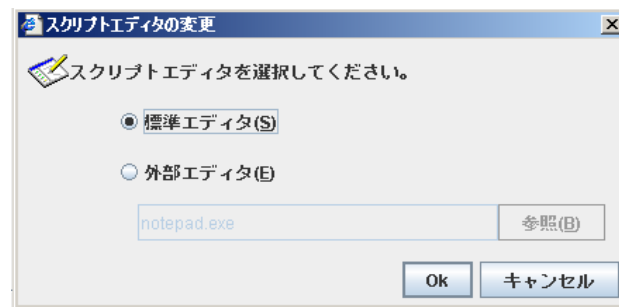 スクリプトエディタの変更
スクリプトエディタを選択してください。
標準エディタ(S)
外部エディタ(E)
notepad.exe 参照(B)
Ok キャンセル